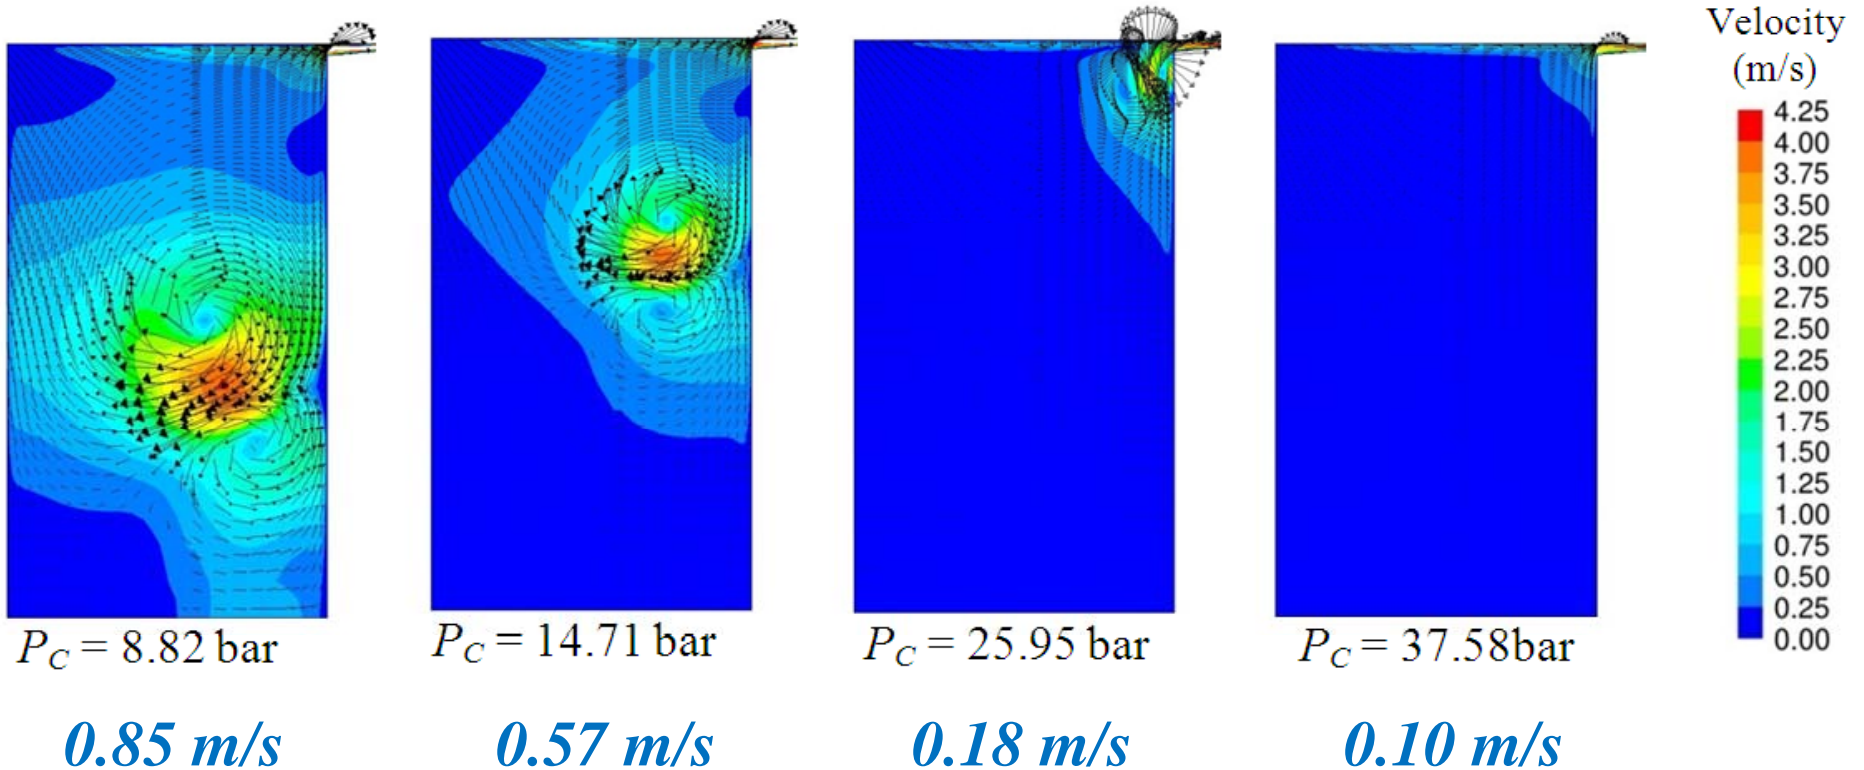 Velocity
(m/s)
4.25
4.00
3.75
3.50
3.25
3.00
2.75
2.50
2.25
2.00
1.75
1.50
1.25
1.00
0.75
0.50
0.25
0.00
P_C = 8.82 bar
P_C = 14.71 bar
P_C = 25.95 bar
P_C = 37.58bar
0.85 m/s
0.57 m/s
0.18 m/s
0.10 m/s